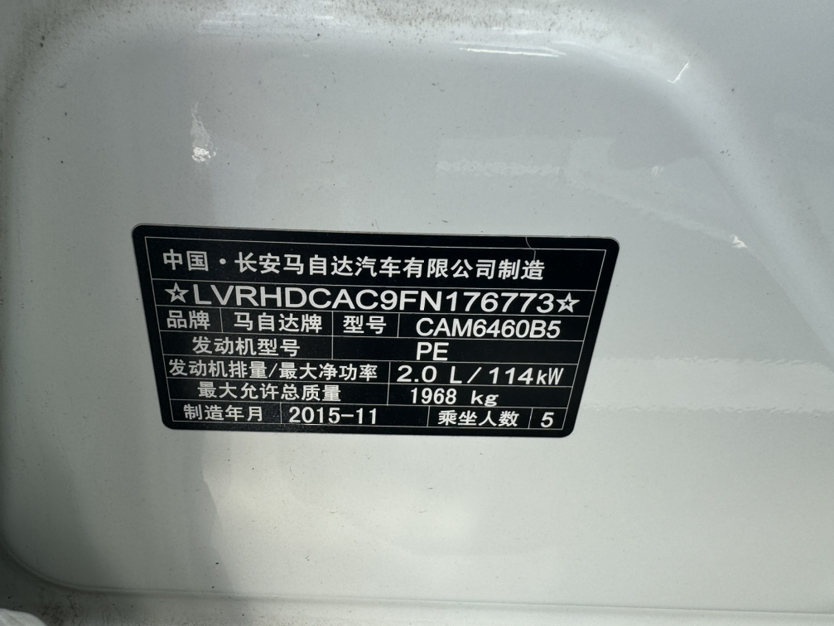 中国·长安马自达汽车有限公司制造
☆LVRHDCAC9FN176773☆
品牌 马自达牌 型号 CAM6460B5
发动机型号 PE
发动机排量/最大净功率 2.0 L/114kW
最大允许总质量 1968 kg
制造年月 2015-11 乘坐人数 5